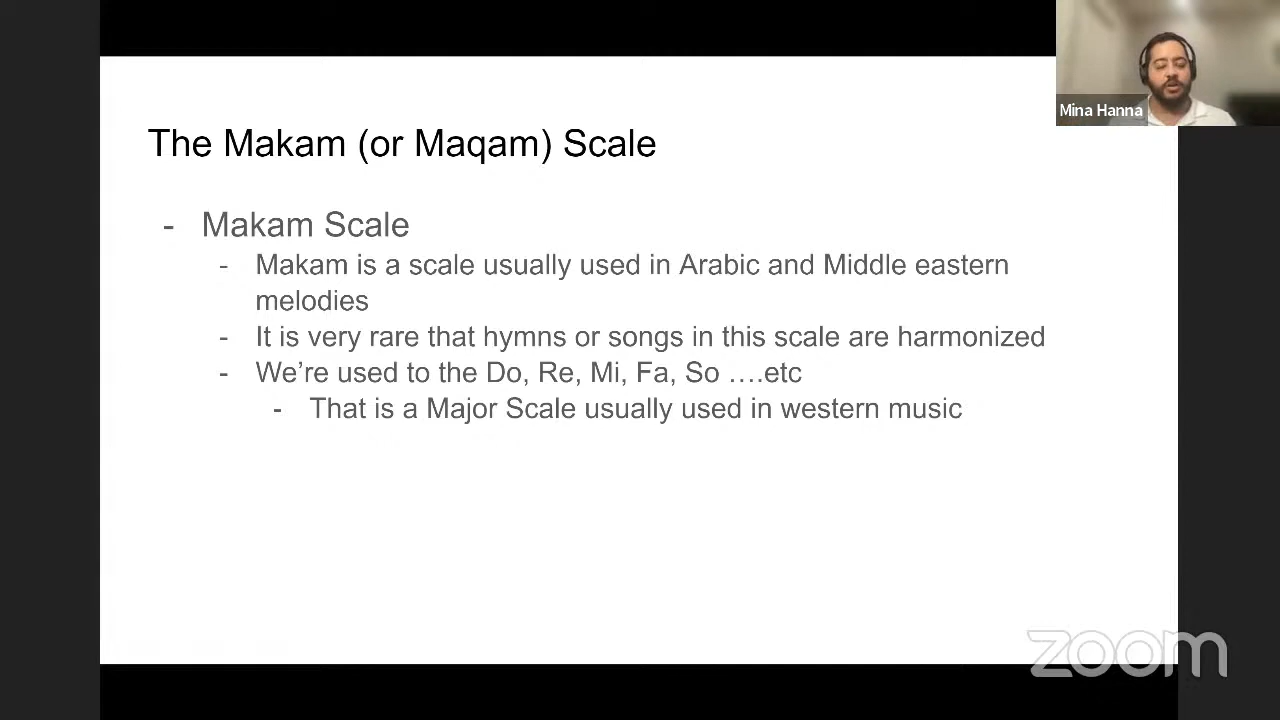 The Makam (or Maqam) Scale
- Makam Scale
- Makam is a scale usually used in Arabic and Middle eastern
melodies
- It is very rare that hymns or songs in this scale are harmonized
- We're used to the Do, Re, Mi, Fa, So ….etc
- That is a Major Scale usually used in western music
Mina Hanna
zoom